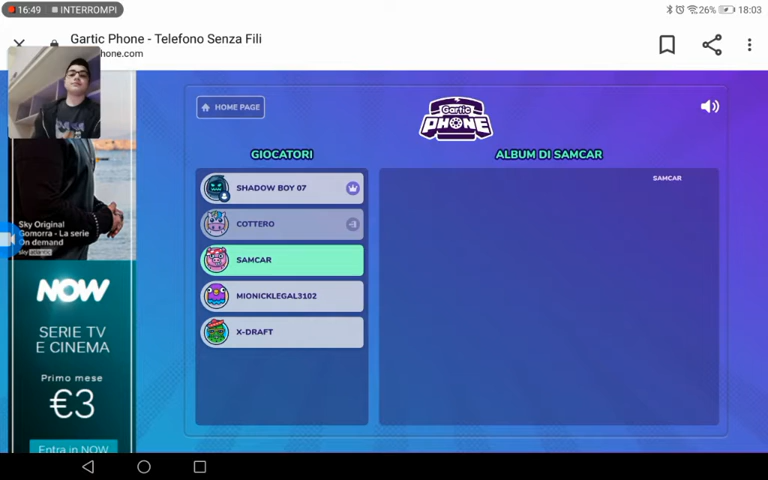 16:49 INTERROMPI
26% 18:03
Gartic Phone - Telefono Senza Fili
hone.com
HOME PAGE
Gartic
PHONE
GIOCATORI
ALBUM DI SAMCAR
SHADOW BOY 07
SAMCAR
COTTERO
SAMCAR
MIONICKLEGAL3102
X-DRAFT
Sky Original
Gomorra - La serie
On demand
sky atlantic
NOW
SERIE TV
E CINEMA
Primo mese
€3
Entra in NOW